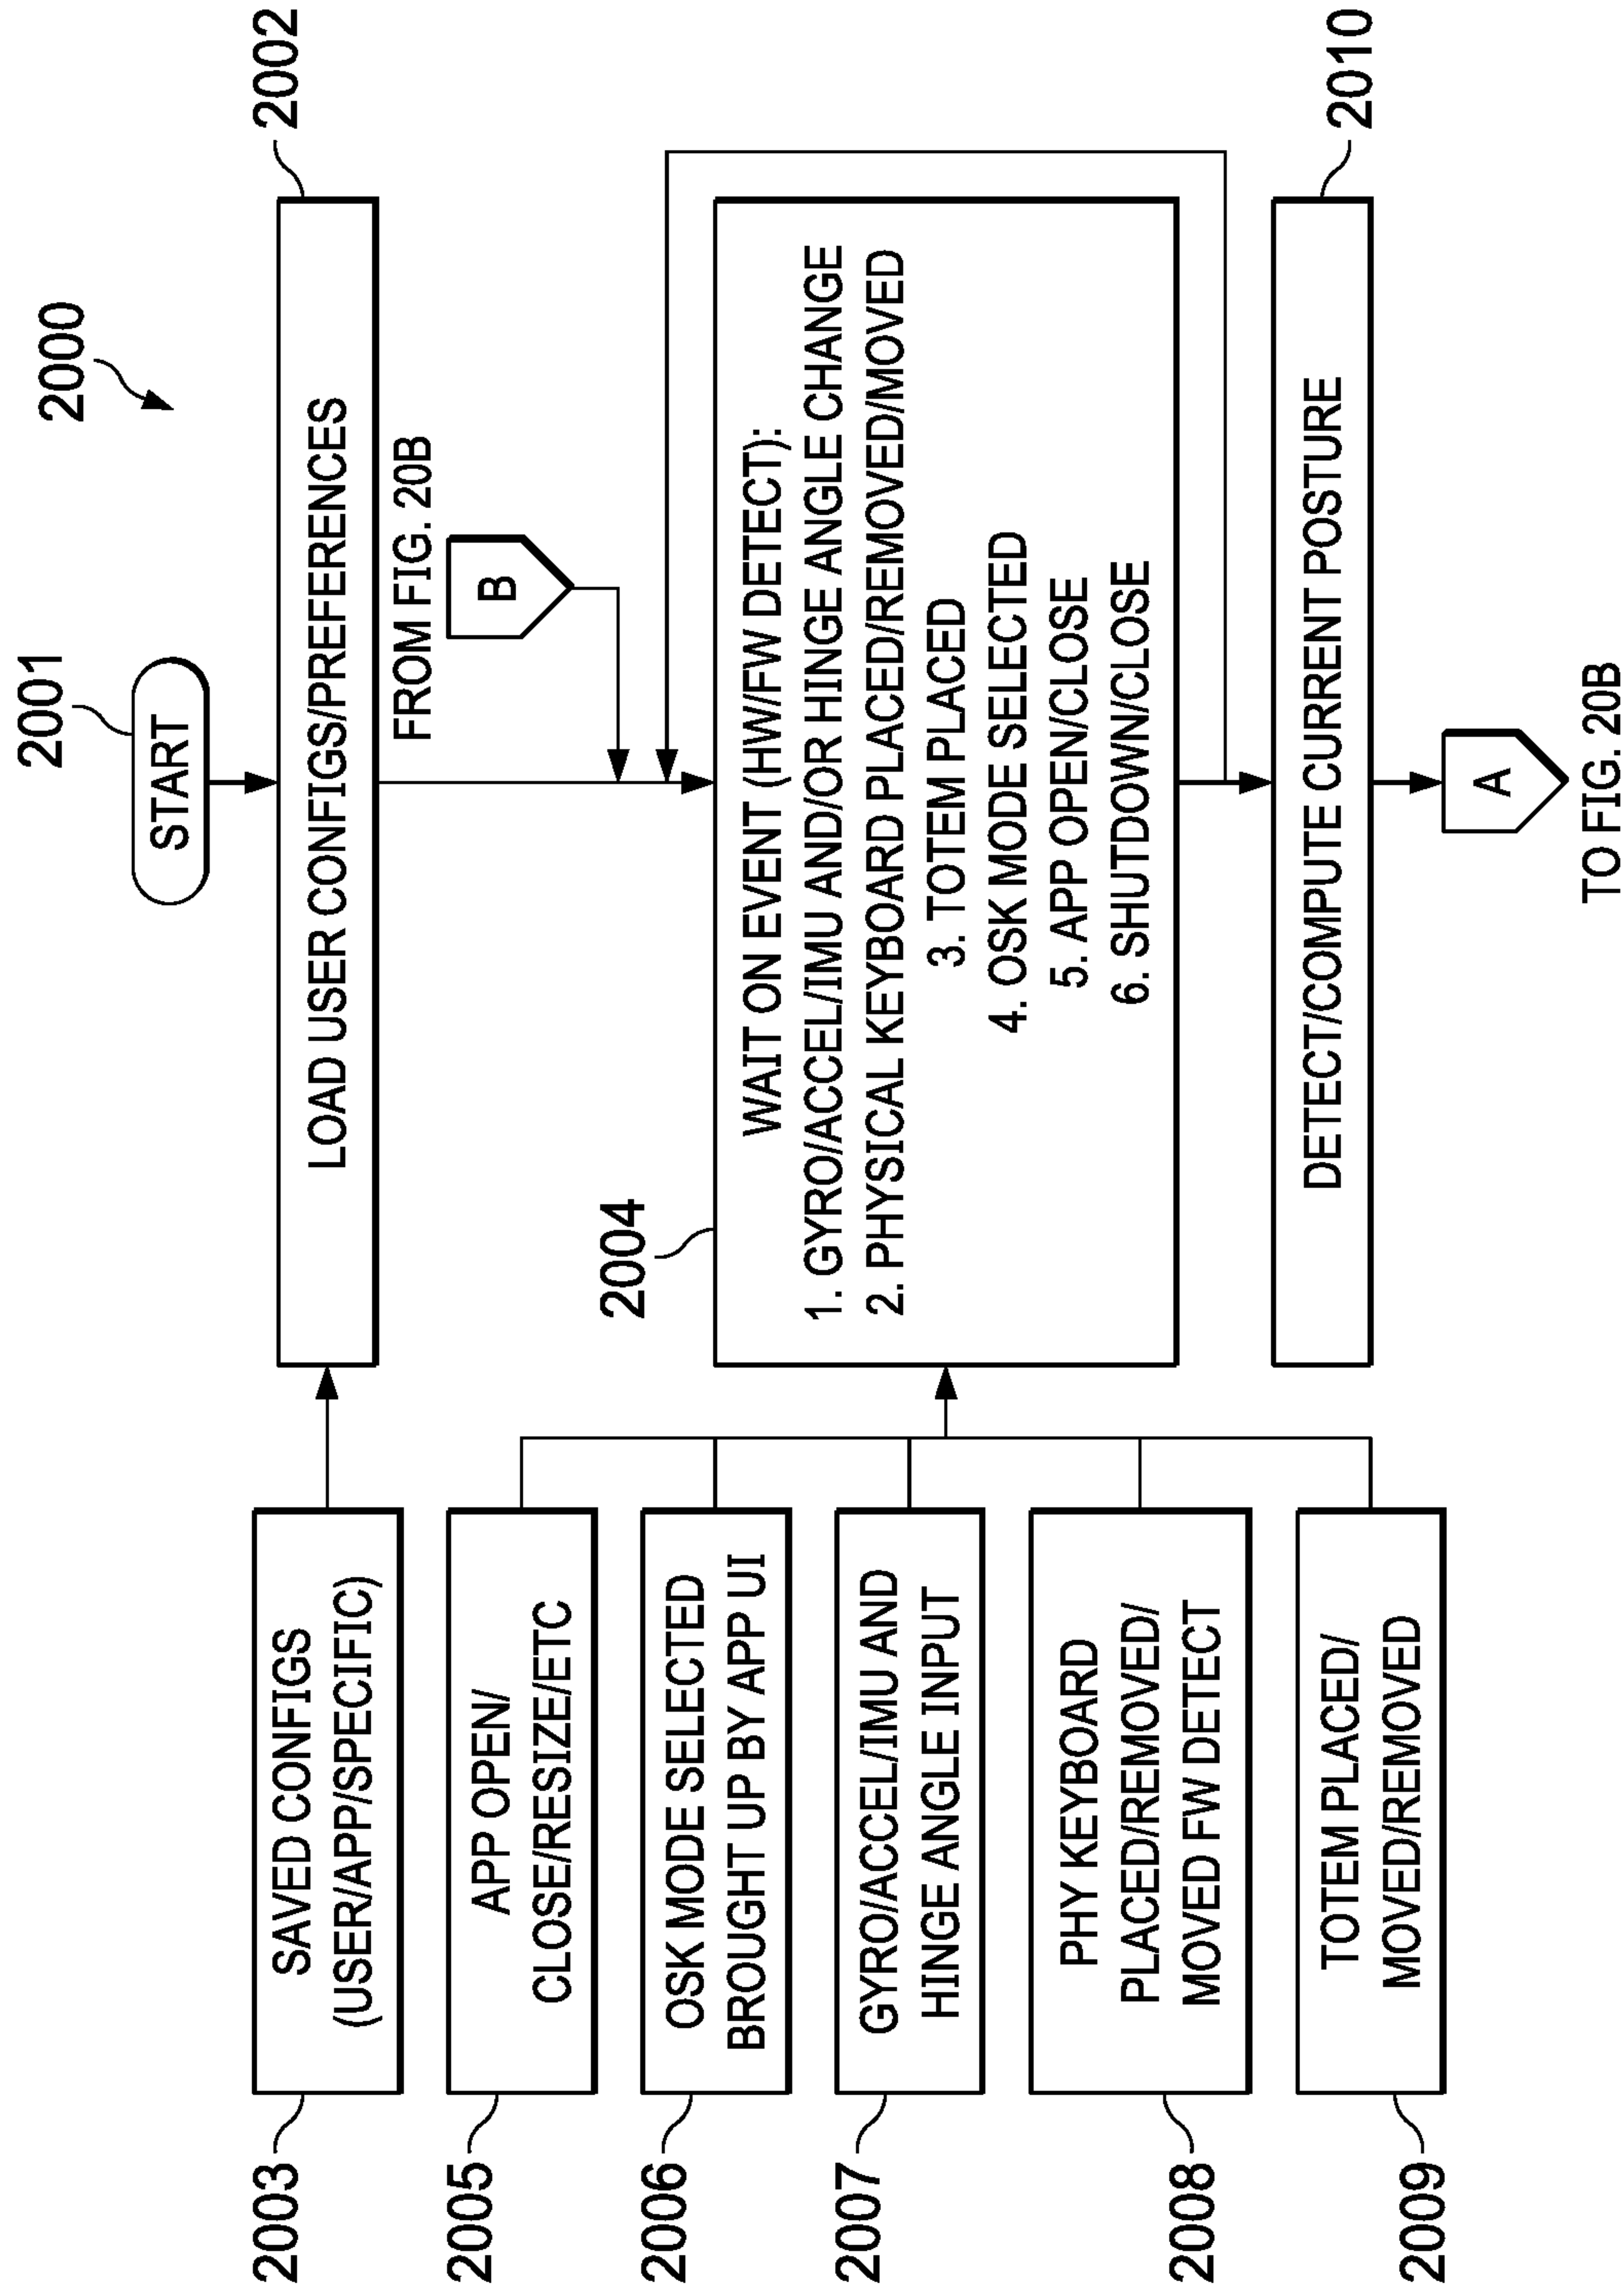 2000
2001
START
2002
LOAD USER CONFIGS/PREFERENCES
2003
SAVED CONFIGS
(USER/APP/SPECIFIC)
FROM FIG. 20B
B
2004
WAIT ON EVENT (HW/FW DETECT):
1. GYRO/ACCEL/IMU AND/OR HINGE ANGLE CHANGE
2. PHYSICAL KEYBOARD PLACED/REMOVED/MOVED
3. TOTEM PLACED
4. OSK MODE SELECTED
5. APP OPEN/CLOSE
6. SHUTDOWN/CLOSE
2005
APP OPEN/
CLOSE/RESIZE/ETC
2006
OSK MODE SELECTED
BROUGHT UP BY APP UI
2007
GYRO/ACCEL/IMU AND
HINGE ANGLE INPUT
2008
PHY KEYBOARD
PLACED/REMOVED/
MOVED FW DETECT
2009
TOTEM PLACED/
MOVED/REMOVED
2010
DETECT/COMPUTE CURRENT POSTURE
A
TO FIG. 20B